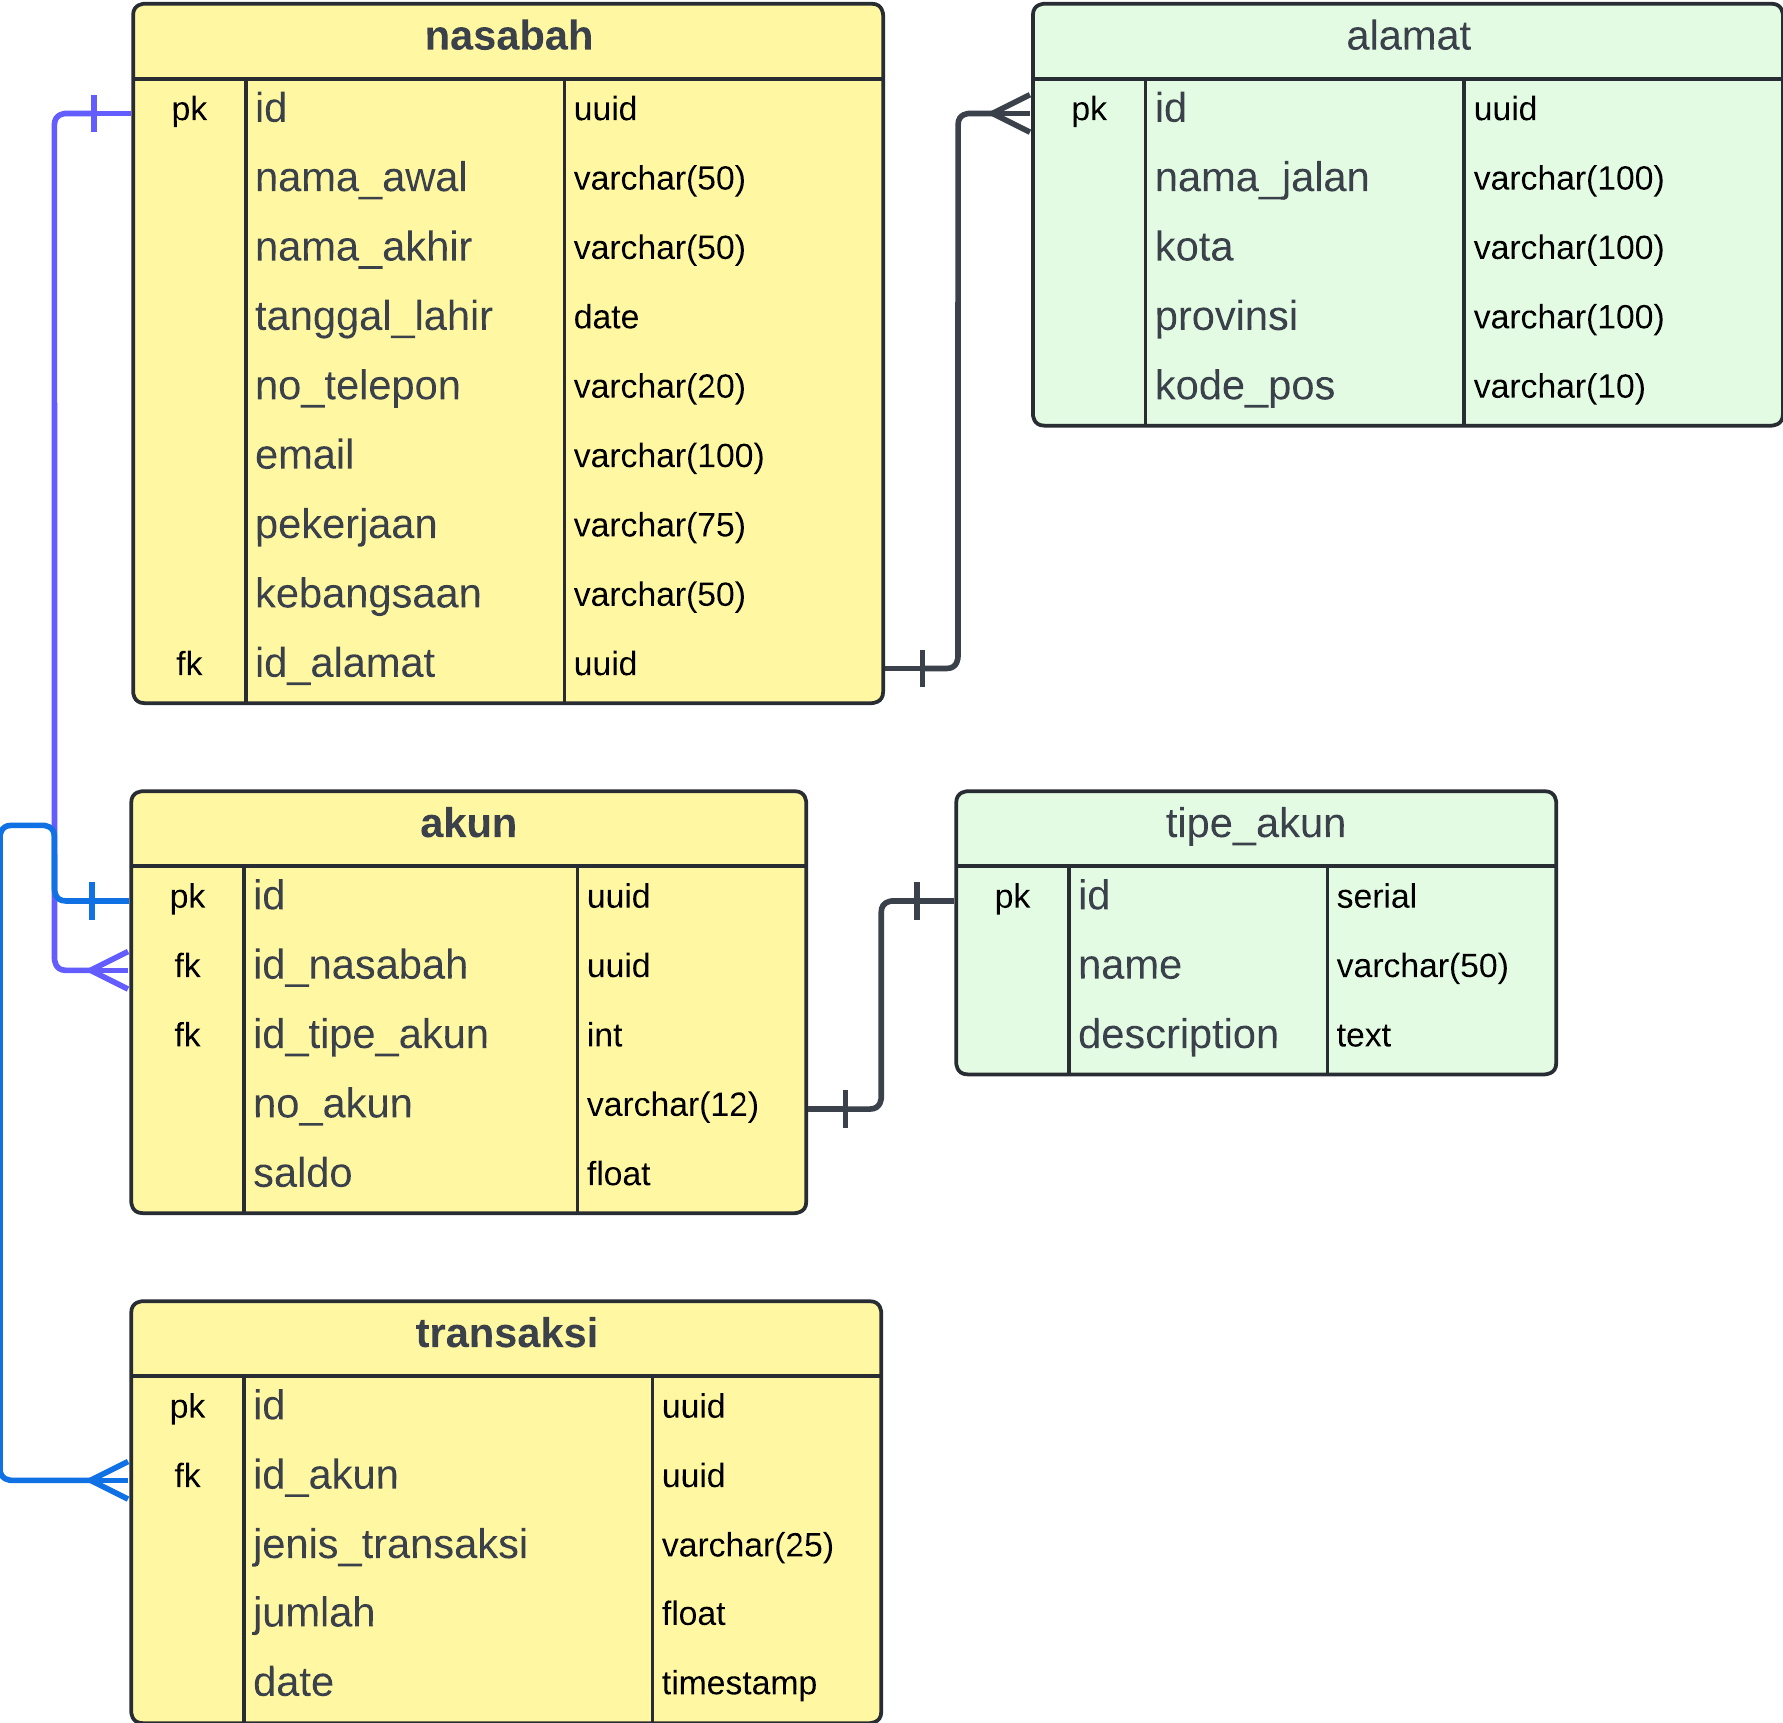 nasabah
pk id uuid
nama_awal varchar(50)
nama_akhir varchar(50)
tanggal_lahir date
no_telepon varchar(20)
email varchar(100)
pekerjaan varchar(75)
kebangsaan varchar(50)
fk id_alamat uuid
alamat
pk id uuid
nama_jalan varchar(100)
kota varchar(100)
provinsi varchar(100)
kode_pos varchar(10)
akun
pk id uuid
fk id_nasabah uuid
fk id_tipe_akun int
no_akun varchar(12)
saldo float
tipe_akun
pk id serial
name varchar(50)
description text
transaksi
pk id uuid
fk id_akun uuid
jenis_transaksi varchar(25)
jumlah float
date timestamp